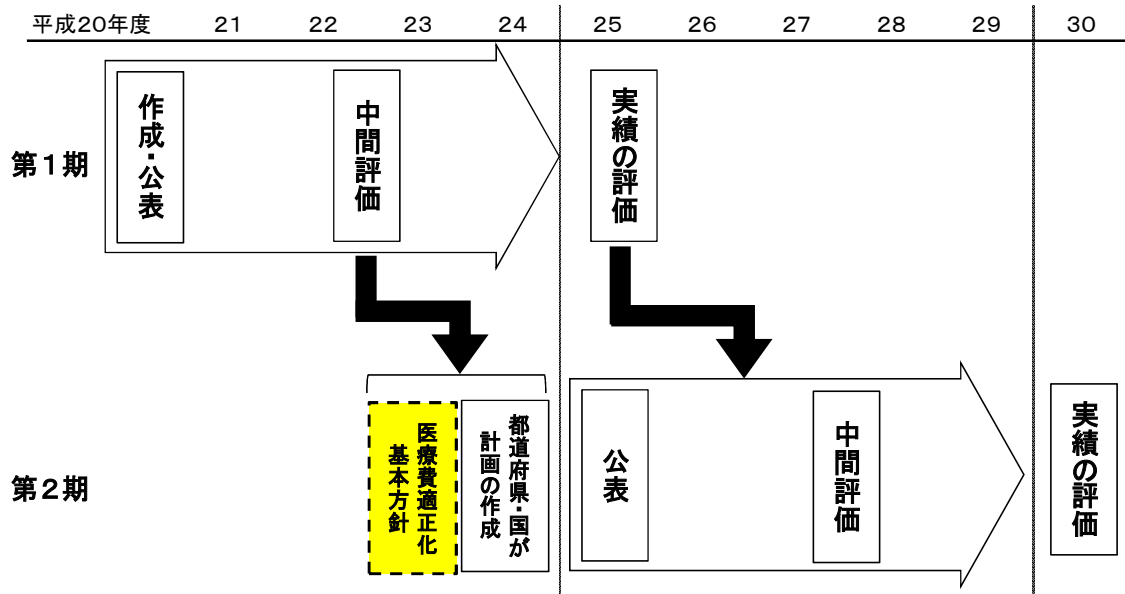 平成20年度 21 22 23 24 25 26 27 28 29 30
第1期
作成・公表
中間評価
実績の評価
第2期
医療費適正化
基本方針
都道府県・国が
計画の作成
公表
中間評価
実績の評価